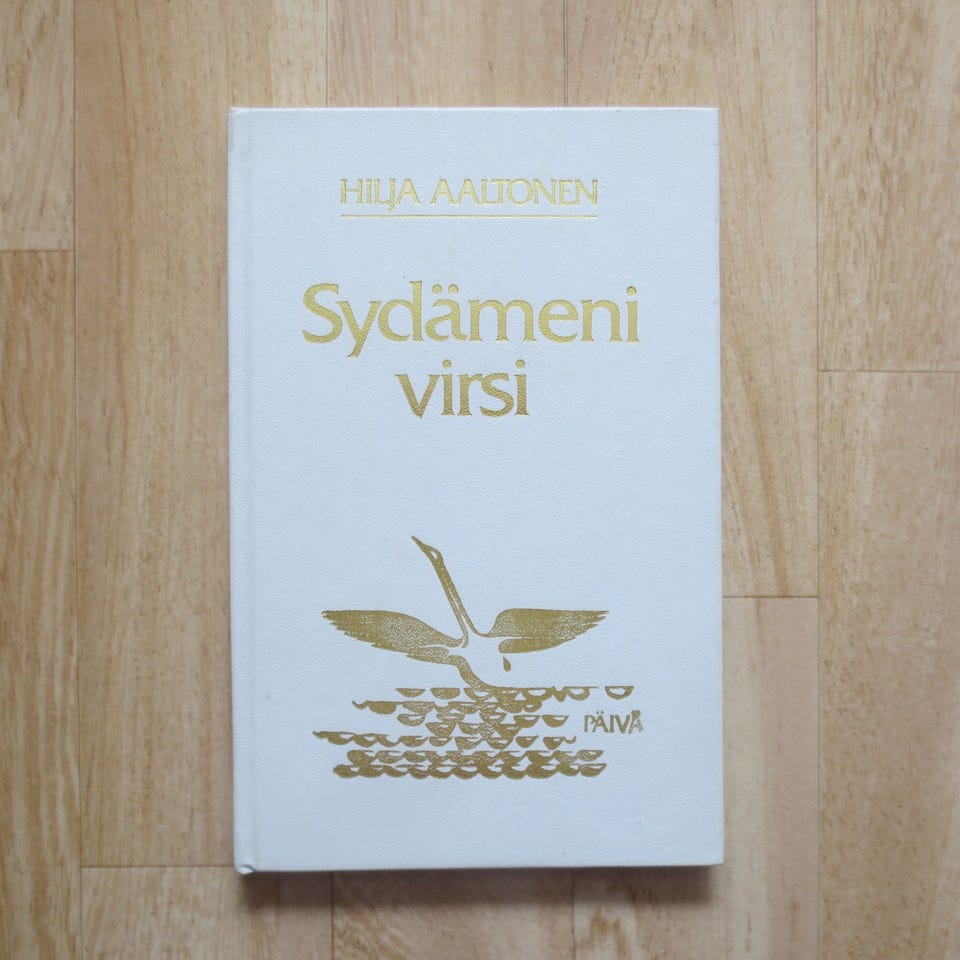 HILJA AALTONEN
Sydämeni
virsi
PÄIVÄ